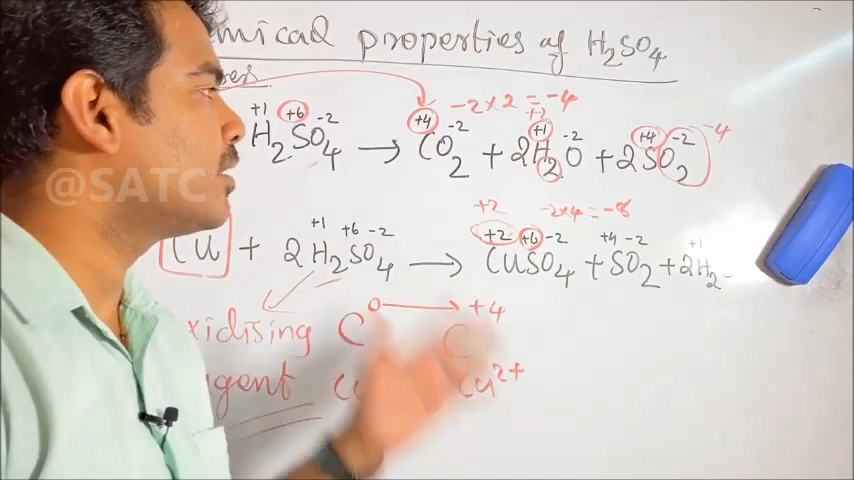 mical properties of H₂SO₄
+1 +6 -2 +4 -2 -2×2 = -4 +2 +1 -2 +4 -2 -4
H₂SO₄ → CO₂ + 2H₂O + 2SO₂
@SATC
+2 -2×4 = -8
+1 +6 -2 +2 +6 -2 +4 -2 +1
Cu + 2H₂SO₄ → CuSO₄ + SO₂ + 2H₂
xidising C⁰ → +4
C
gent Cu²⁺